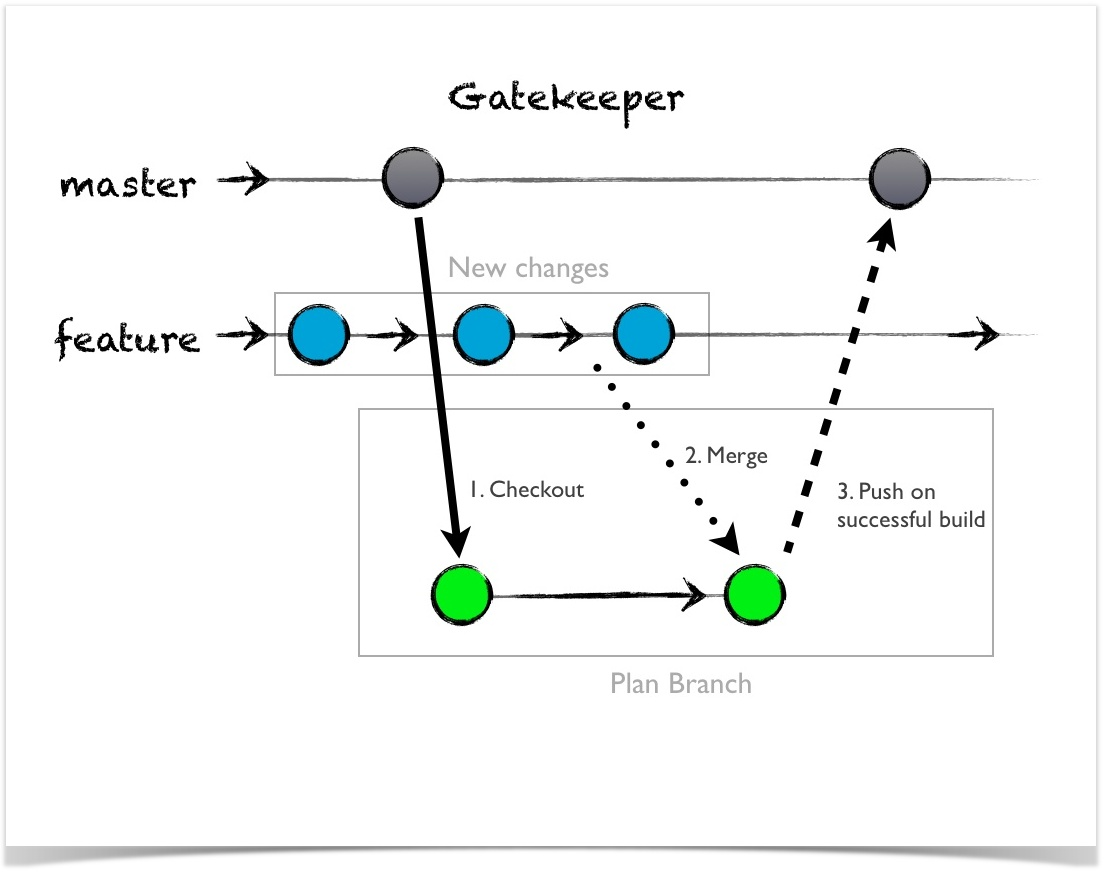 Gatekeeper
master
New changes
feature
2. Merge
1. Checkout
3. Push on
successful build
Plan Branch